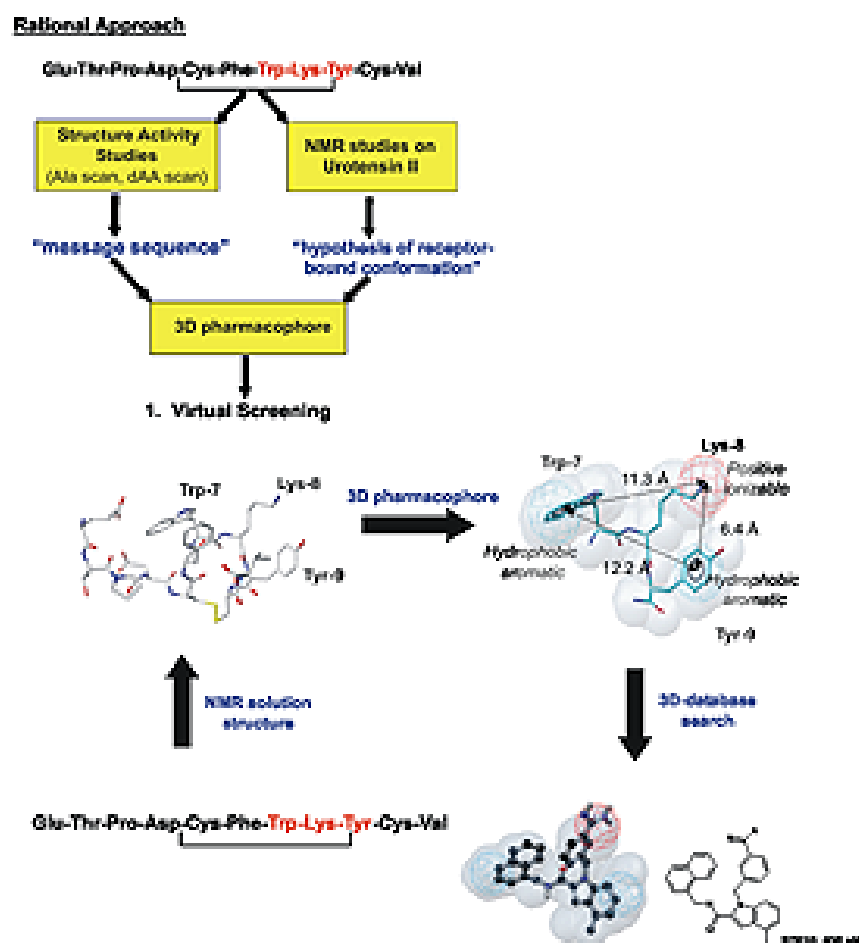 Rational Approach
Glu-Thr-Pro-Asp-Cys-Phe-Trp-Lys-Tyr-Cys-Val
Structure Activity
Studies
(Ala scan, dAA scan)
NMR studies on
Urotensin II
"message sequence"
"hypothesis of receptor-
bound conformation"
3D pharmacophore
1. Virtual Screening
Trp-7
Lys-8
Tyr-9
3D pharmacophore
Lys-8
Trp-7
11.3 Å
Positive
ionizable
6.4 Å
Hydrophobic
aromatic
12.2 Å
Hydrophobic
aromatic
Tyr-9
NMR solution
structure
3D-database
search
Glu-Thr-Pro-Asp-Cys-Phe-Trp-Lys-Tyr-Cys-Val